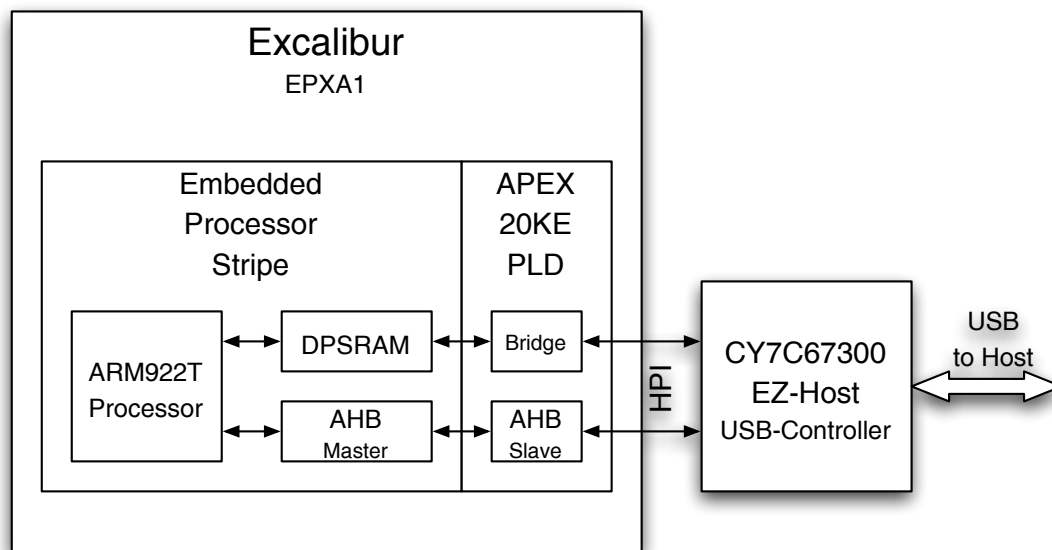 Excalibur
EPXA1
Embedded
Processor
Stripe
APEX
20KE
PLD
ARM922T
Processor
DPSRAM
AHB
Master
Bridge
AHB
Slave
HPI
CY7C67300
EZ-Host
USB-Controller
USB
to Host